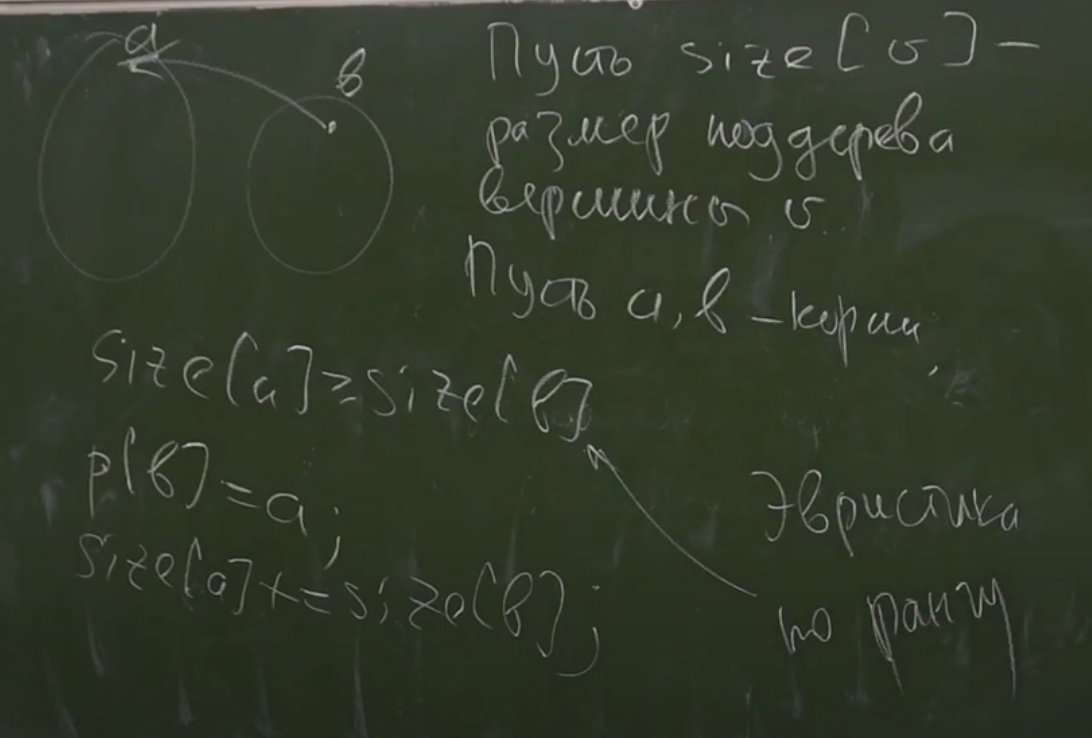 a
b
Пусть size[v] –
размер поддерева
вершины v
Пусть a, b – корни,
size[a] ≥ size[b]
p[b] = a;
size[a] += size[b];
Эвристика
по рангу